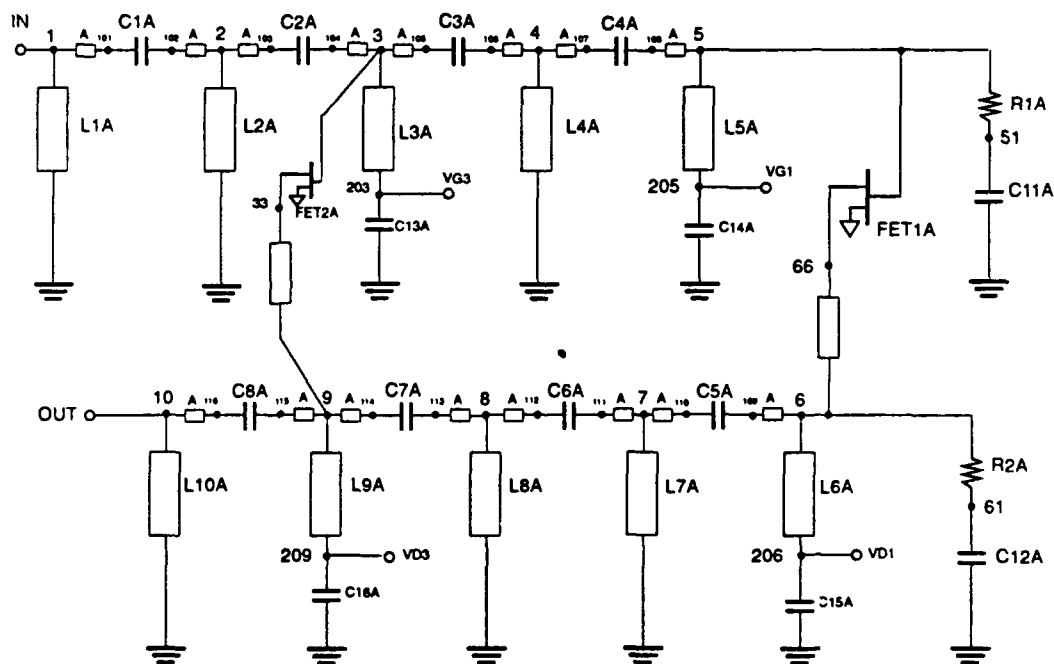 IN 1 A 101 C1A 102 A 2 A 103 C2A 104 A 3 A 105 C3A 106 A 4 A 107 C4A 108 A 5
L1A L2A L3A L4A L5A R1A
51
203 VG3 205 VG1
33 FET2A C13A C14A FET1A C11A
66
OUT 10 A 116 C8A 115 A 9 A 114 C7A 113 A 8 A 112 C6A 111 A 7 A 110 C5A 109 A 6
L10A L9A L8A L7A L6A R2A
61
209 VD3 206 VD1
C16A C15A C12A